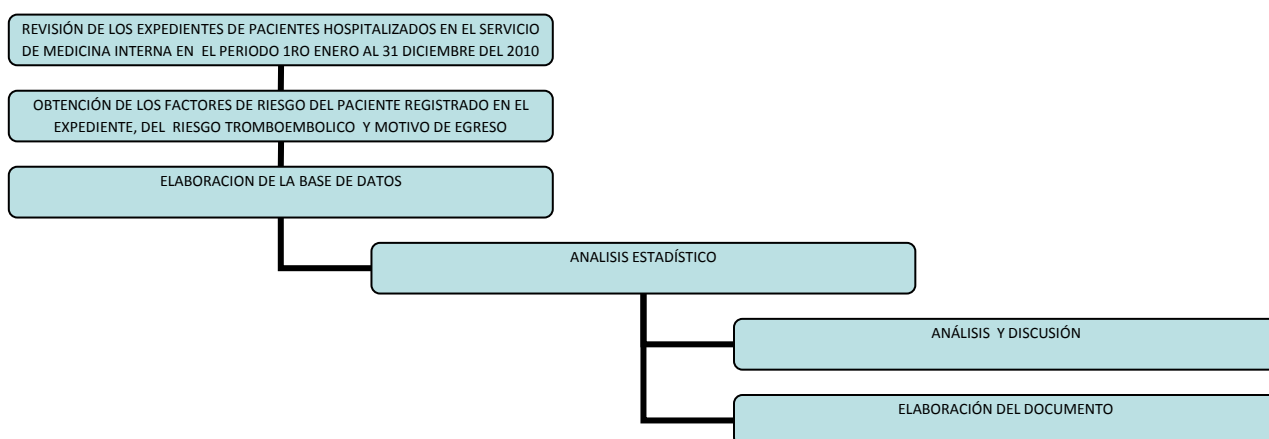 REVISIÓN DE LOS EXPEDIENTES DE PACIENTES HOSPITALIZADOS EN EL SERVICIO
DE MEDICINA INTERNA EN EL PERIODO 1RO ENERO AL 31 DICIEMBRE DEL 2010
OBTENCIÓN DE LOS FACTORES DE RIESGO DEL PACIENTE REGISTRADO EN EL
EXPEDIENTE, DEL RIESGO TROMBOEMBOLICO Y MOTIVO DE EGRESO
ELABORACION DE LA BASE DE DATOS
ANALISIS ESTADÍSTICO
ANÁLISIS Y DISCUSIÓN
ELABORACIÓN DEL DOCUMENTO